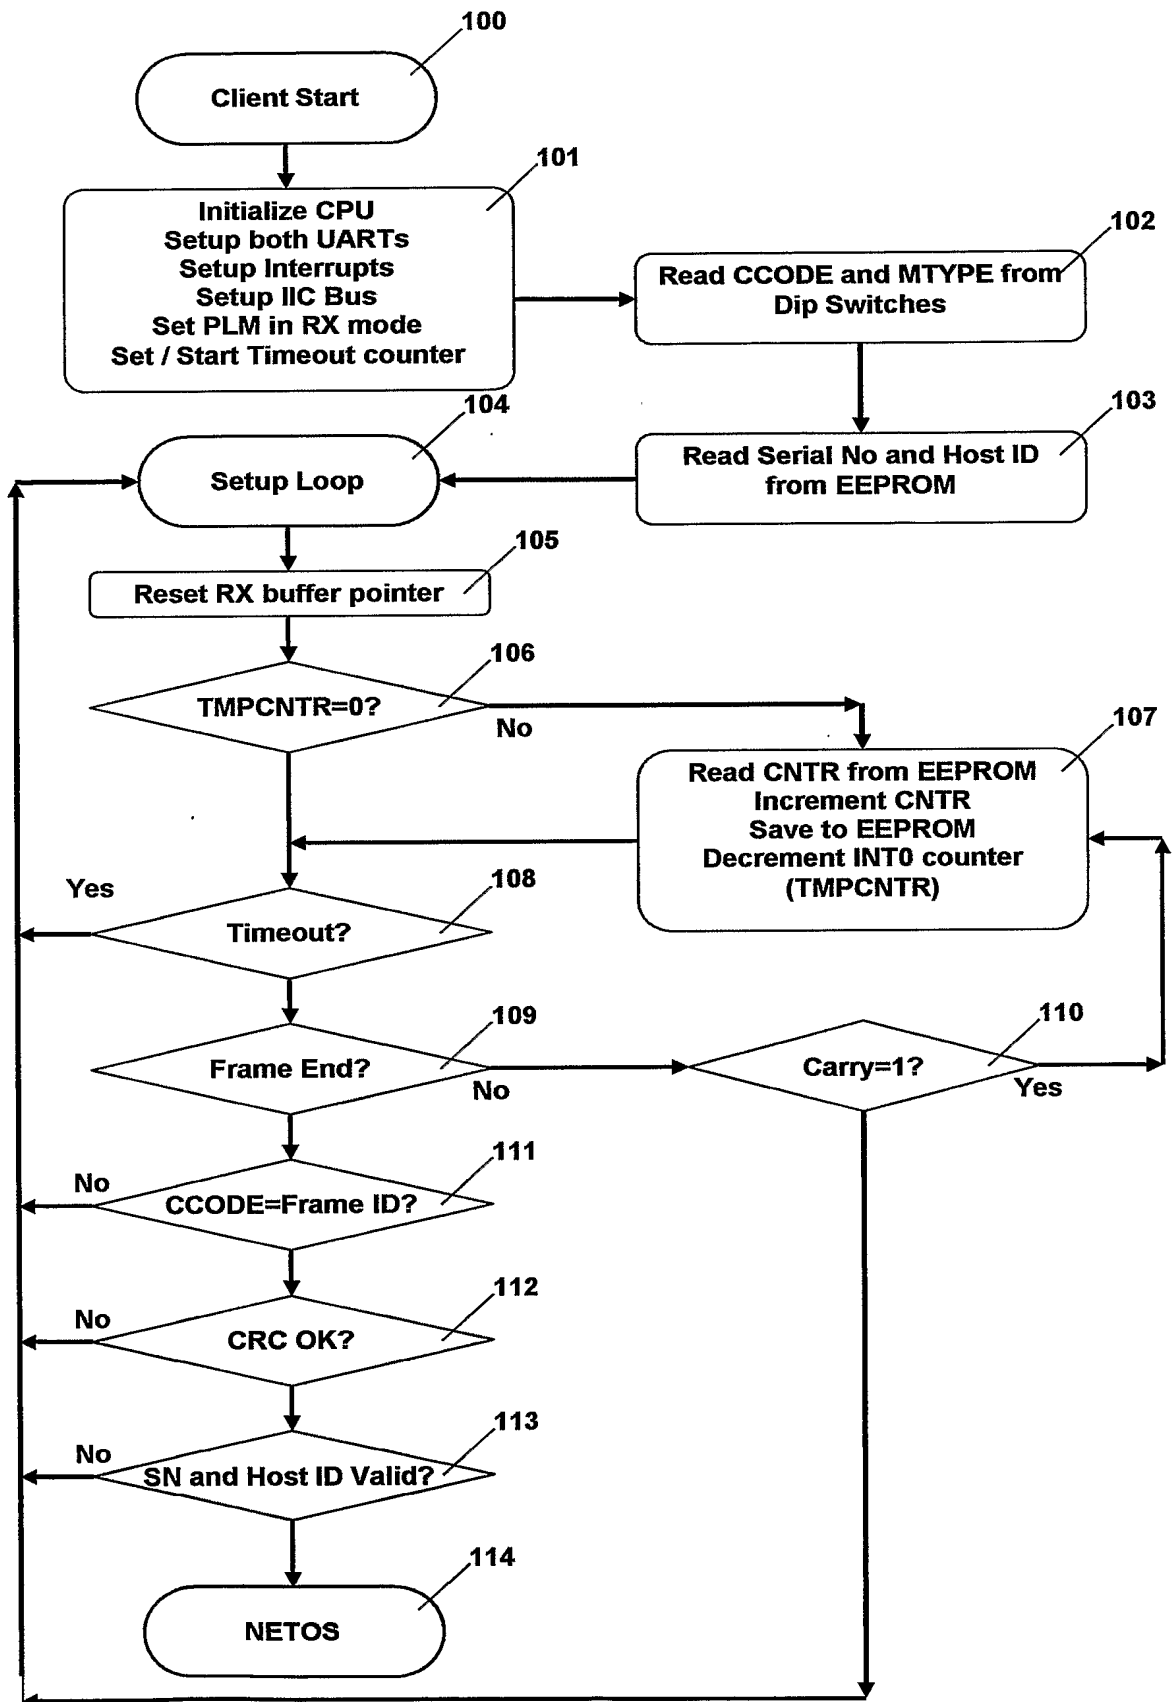 100
Client Start
101
Initialize CPU
Setup both UARTs
Setup Interrupts
Setup IIC Bus
Set PLM in RX mode
Set / Start Timeout counter
102
Read CCODE and MTYPE from
Dip Switches
103
Read Serial No and Host ID
from EEPROM
104
Setup Loop
105
Reset RX buffer pointer
106
TMPCNTR=0?
No
107
Read CNTR from EEPROM
Increment CNTR
Save to EEPROM
Decrement INT0 counter
(TMPCNTR)
Yes
108
Timeout?
109
Frame End?
No
110
Carry=1?
Yes
111
No
CCODE=Frame ID?
112
No
CRC OK?
113
No
SN and Host ID Valid?
114
NETOS